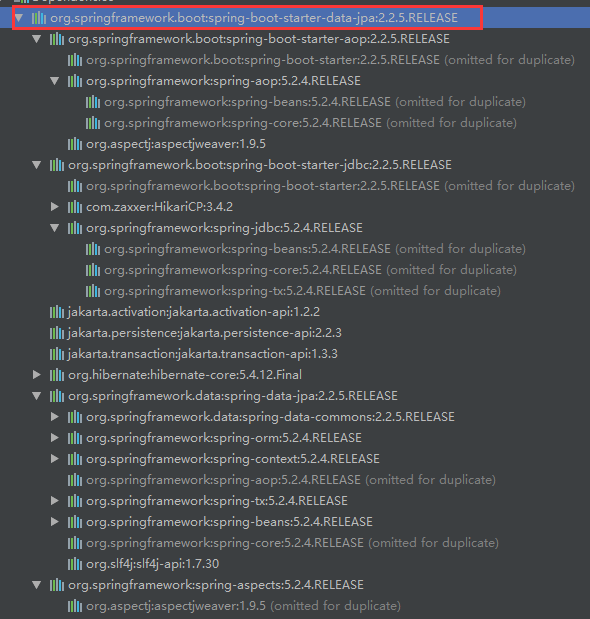 Dependencies
org.springframework.boot:spring-boot-starter-data-jpa:2.2.5.RELEASE
org.springframework.boot:spring-boot-starter-aop:2.2.5.RELEASE
org.springframework.boot:spring-boot-starter:2.2.5.RELEASE (omitted for duplicate)
org.springframework:spring-aop:5.2.4.RELEASE
org.springframework:spring-beans:5.2.4.RELEASE (omitted for duplicate)
org.springframework:spring-core:5.2.4.RELEASE (omitted for duplicate)
org.aspectj:aspectjweaver:1.9.5
org.springframework.boot:spring-boot-starter-jdbc:2.2.5.RELEASE
org.springframework.boot:spring-boot-starter:2.2.5.RELEASE (omitted for duplicate)
com.zaxxer:HikariCP:3.4.2
org.springframework:spring-jdbc:5.2.4.RELEASE
org.springframework:spring-beans:5.2.4.RELEASE (omitted for duplicate)
org.springframework:spring-core:5.2.4.RELEASE (omitted for duplicate)
org.springframework:spring-tx:5.2.4.RELEASE (omitted for duplicate)
jakarta.activation:jakarta.activation-api:1.2.2
jakarta.persistence:jakarta.persistence-api:2.2.3
jakarta.transaction:jakarta.transaction-api:1.3.3
org.hibernate:hibernate-core:5.4.12.Final
org.springframework.data:spring-data-jpa:2.2.5.RELEASE
org.springframework.data:spring-data-commons:2.2.5.RELEASE
org.springframework:spring-orm:5.2.4.RELEASE
org.springframework:spring-context:5.2.4.RELEASE
org.springframework:spring-aop:5.2.4.RELEASE (omitted for duplicate)
org.springframework:spring-tx:5.2.4.RELEASE
org.springframework:spring-beans:5.2.4.RELEASE
org.springframework:spring-core:5.2.4.RELEASE (omitted for duplicate)
org.slf4j:slf4j-api:1.7.30
org.springframework:spring-aspects:5.2.4.RELEASE
org.aspectj:aspectjweaver:1.9.5 (omitted for duplicate)